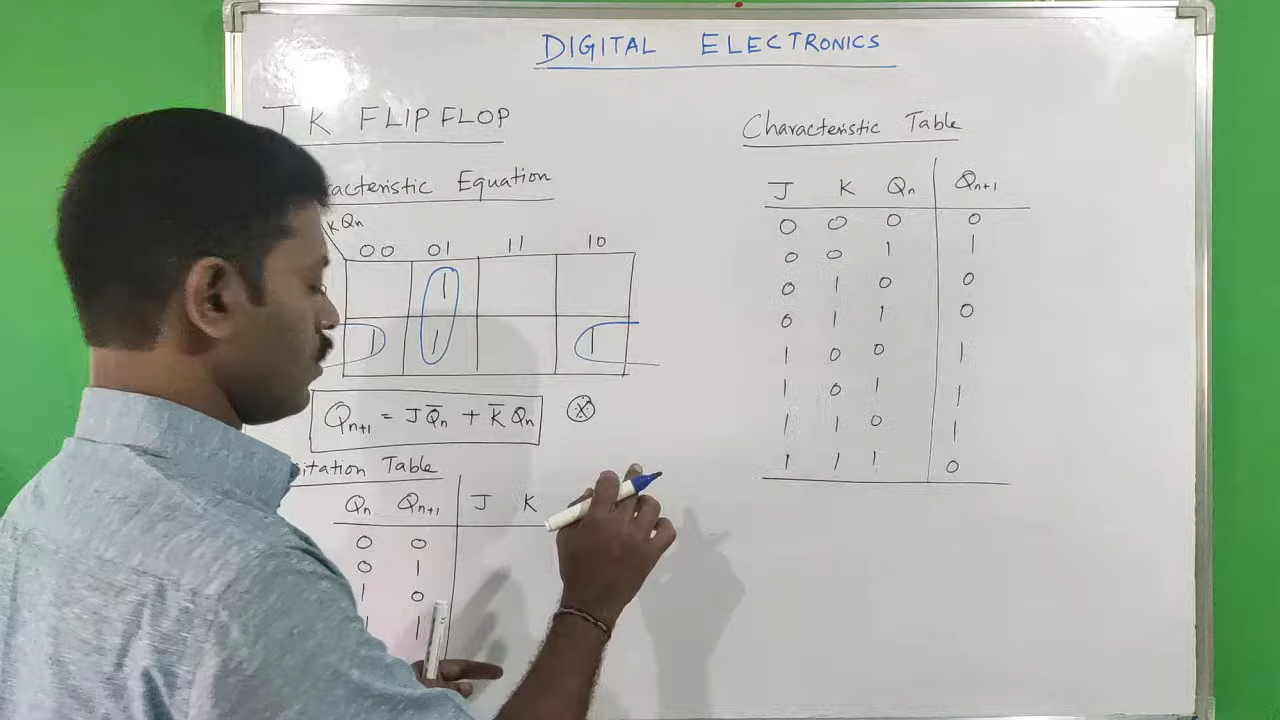 DIGITAL ELECTRONICS
JK FLIP FLOP
Equation
K Qn
00 01 11 10
1
1 1 1
Qn+1 = JQ̅n + K̅Qn
Table
Qn Qn+1 J K
0 0
0 1
1 0
1 1
Characteristic Table
J K Qn Qn+1
0 0 0 0
0 0 1 1
0 1 0 0
0 1 1 0
1 0 0 1
1 0 1 1
1 1 0 1
1 1 1 0